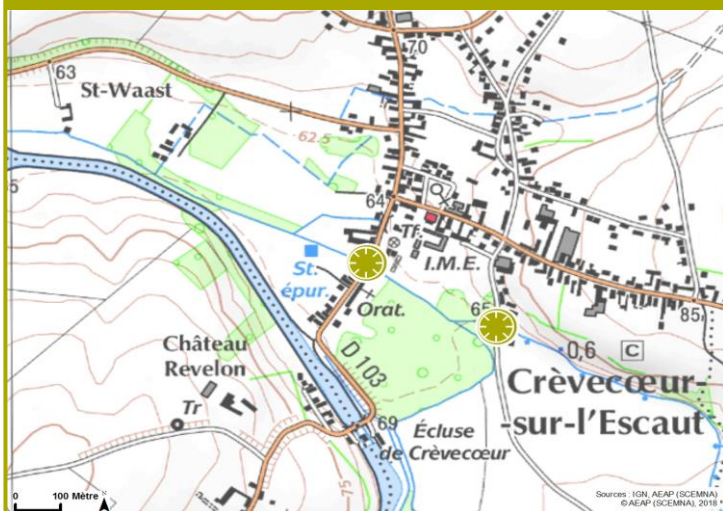 70
63
St-Waast
62.5
64
Tf.
I.M.E.
St.
épur.
Orat.
65
85
0,6
C
Château
Revelon
Tr
D 103
Crèvecœur-
-sur-l'Escaut
69
Écluse
de Crèvecœur
75
0 100 Mètre
Sources : IGN, AEAP (SCEMNA)
© AEAP (SCEMNA), 2018